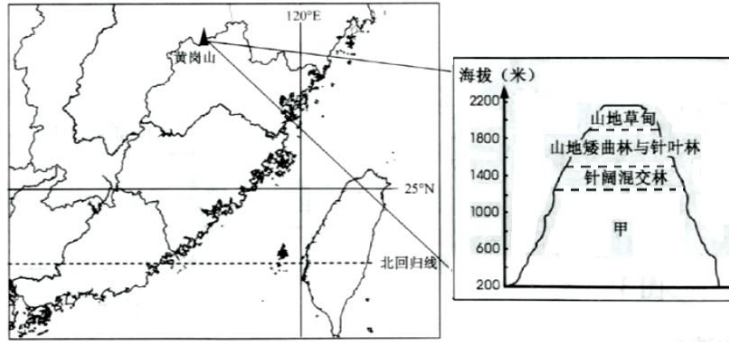 120°E
黄岗山
25°N
北回归线
海拔（米）
2200
1800
1400
1000
600
200
山地草甸
山地矮曲林与针叶林
针阔混交林
甲